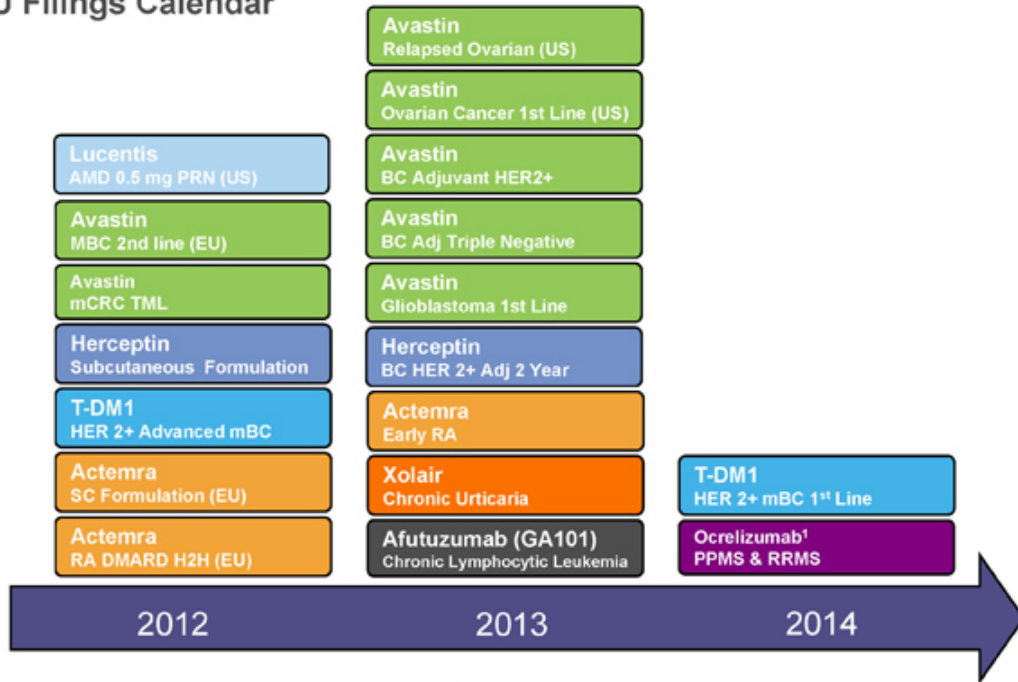 Filings Calendar
Avastin
Relapsed Ovarian (US)
Avastin
Ovarian Cancer 1st Line (US)
Avastin
BC Adjuvant HER2+
Avastin
BC Adj Triple Negative
Avastin
Glioblastoma 1st Line
Herceptin
BC HER 2+ Adj 2 Year
Actemra
Early RA
Xolair
Chronic Urticaria
Afutuzumab (GA101)
Chronic Lymphocytic Leukemia
Lucentis
AMD 0.5 mg PRN (US)
Avastin
MBC 2nd line (EU)
Avastin
mCRC TML
Herceptin
Subcutaneous Formulation
T-DM1
HER 2+ Advanced mBC
Actemra
SC Formulation (EU)
Actemra
RA DMARD H2H (EU)
T-DM1
HER 2+ mBC 1st Line
Ocrelizumab¹
PPMS & RRMS
2012
2013
2014